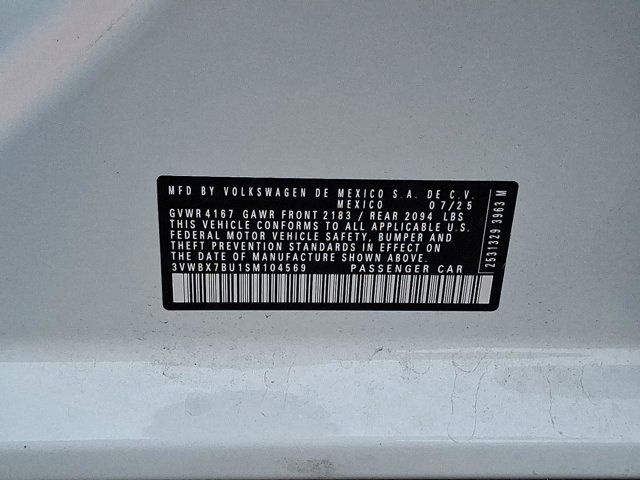 MFD BY VOLKSWAGEN DE MEXICO S.A. DE C.V.
MEXICO 07/25
GVWR 4167 GAWR FRONT 2183 / REAR 2094 LBS
THIS VEHICLE CONFORMS TO ALL APPLICABLE U.S.
FEDERAL MOTOR VEHICLE SAFETY, BUMPER AND
THEFT PREVENTION STANDARDS IN EFFECT ON
THE DATE OF MANUFACTURE SHOWN ABOVE.
3VWBX7BU1SM104569 PASSENGER CAR
2531329 3963 M